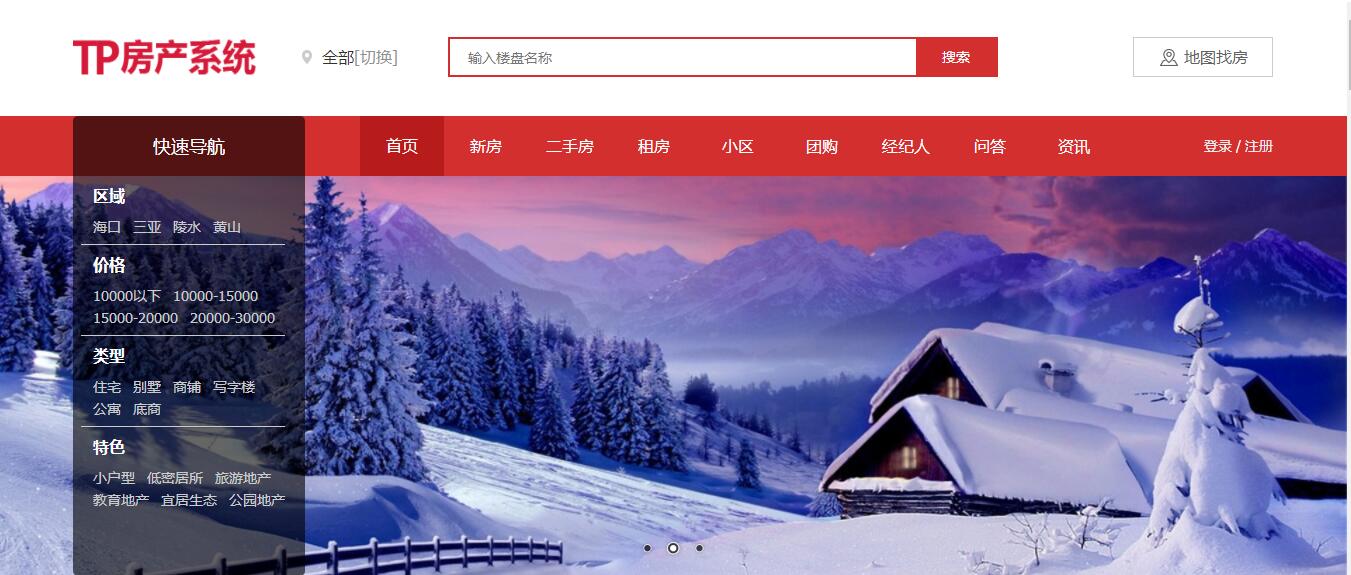 TP房产系统
全部[切换]
输入楼盘名称
搜索
地图找房
快速导航
首页 新房 二手房 租房 小区 团购 经纪人 问答 资讯
登录 / 注册
区域
海口 三亚 陵水 黄山
价格
10000以下 10000-15000
15000-20000 20000-30000
类型
住宅 别墅 商铺 写字楼
公寓 底商
特色
小户型 低密居所 旅游地产
教育地产 宜居生态 公园地产